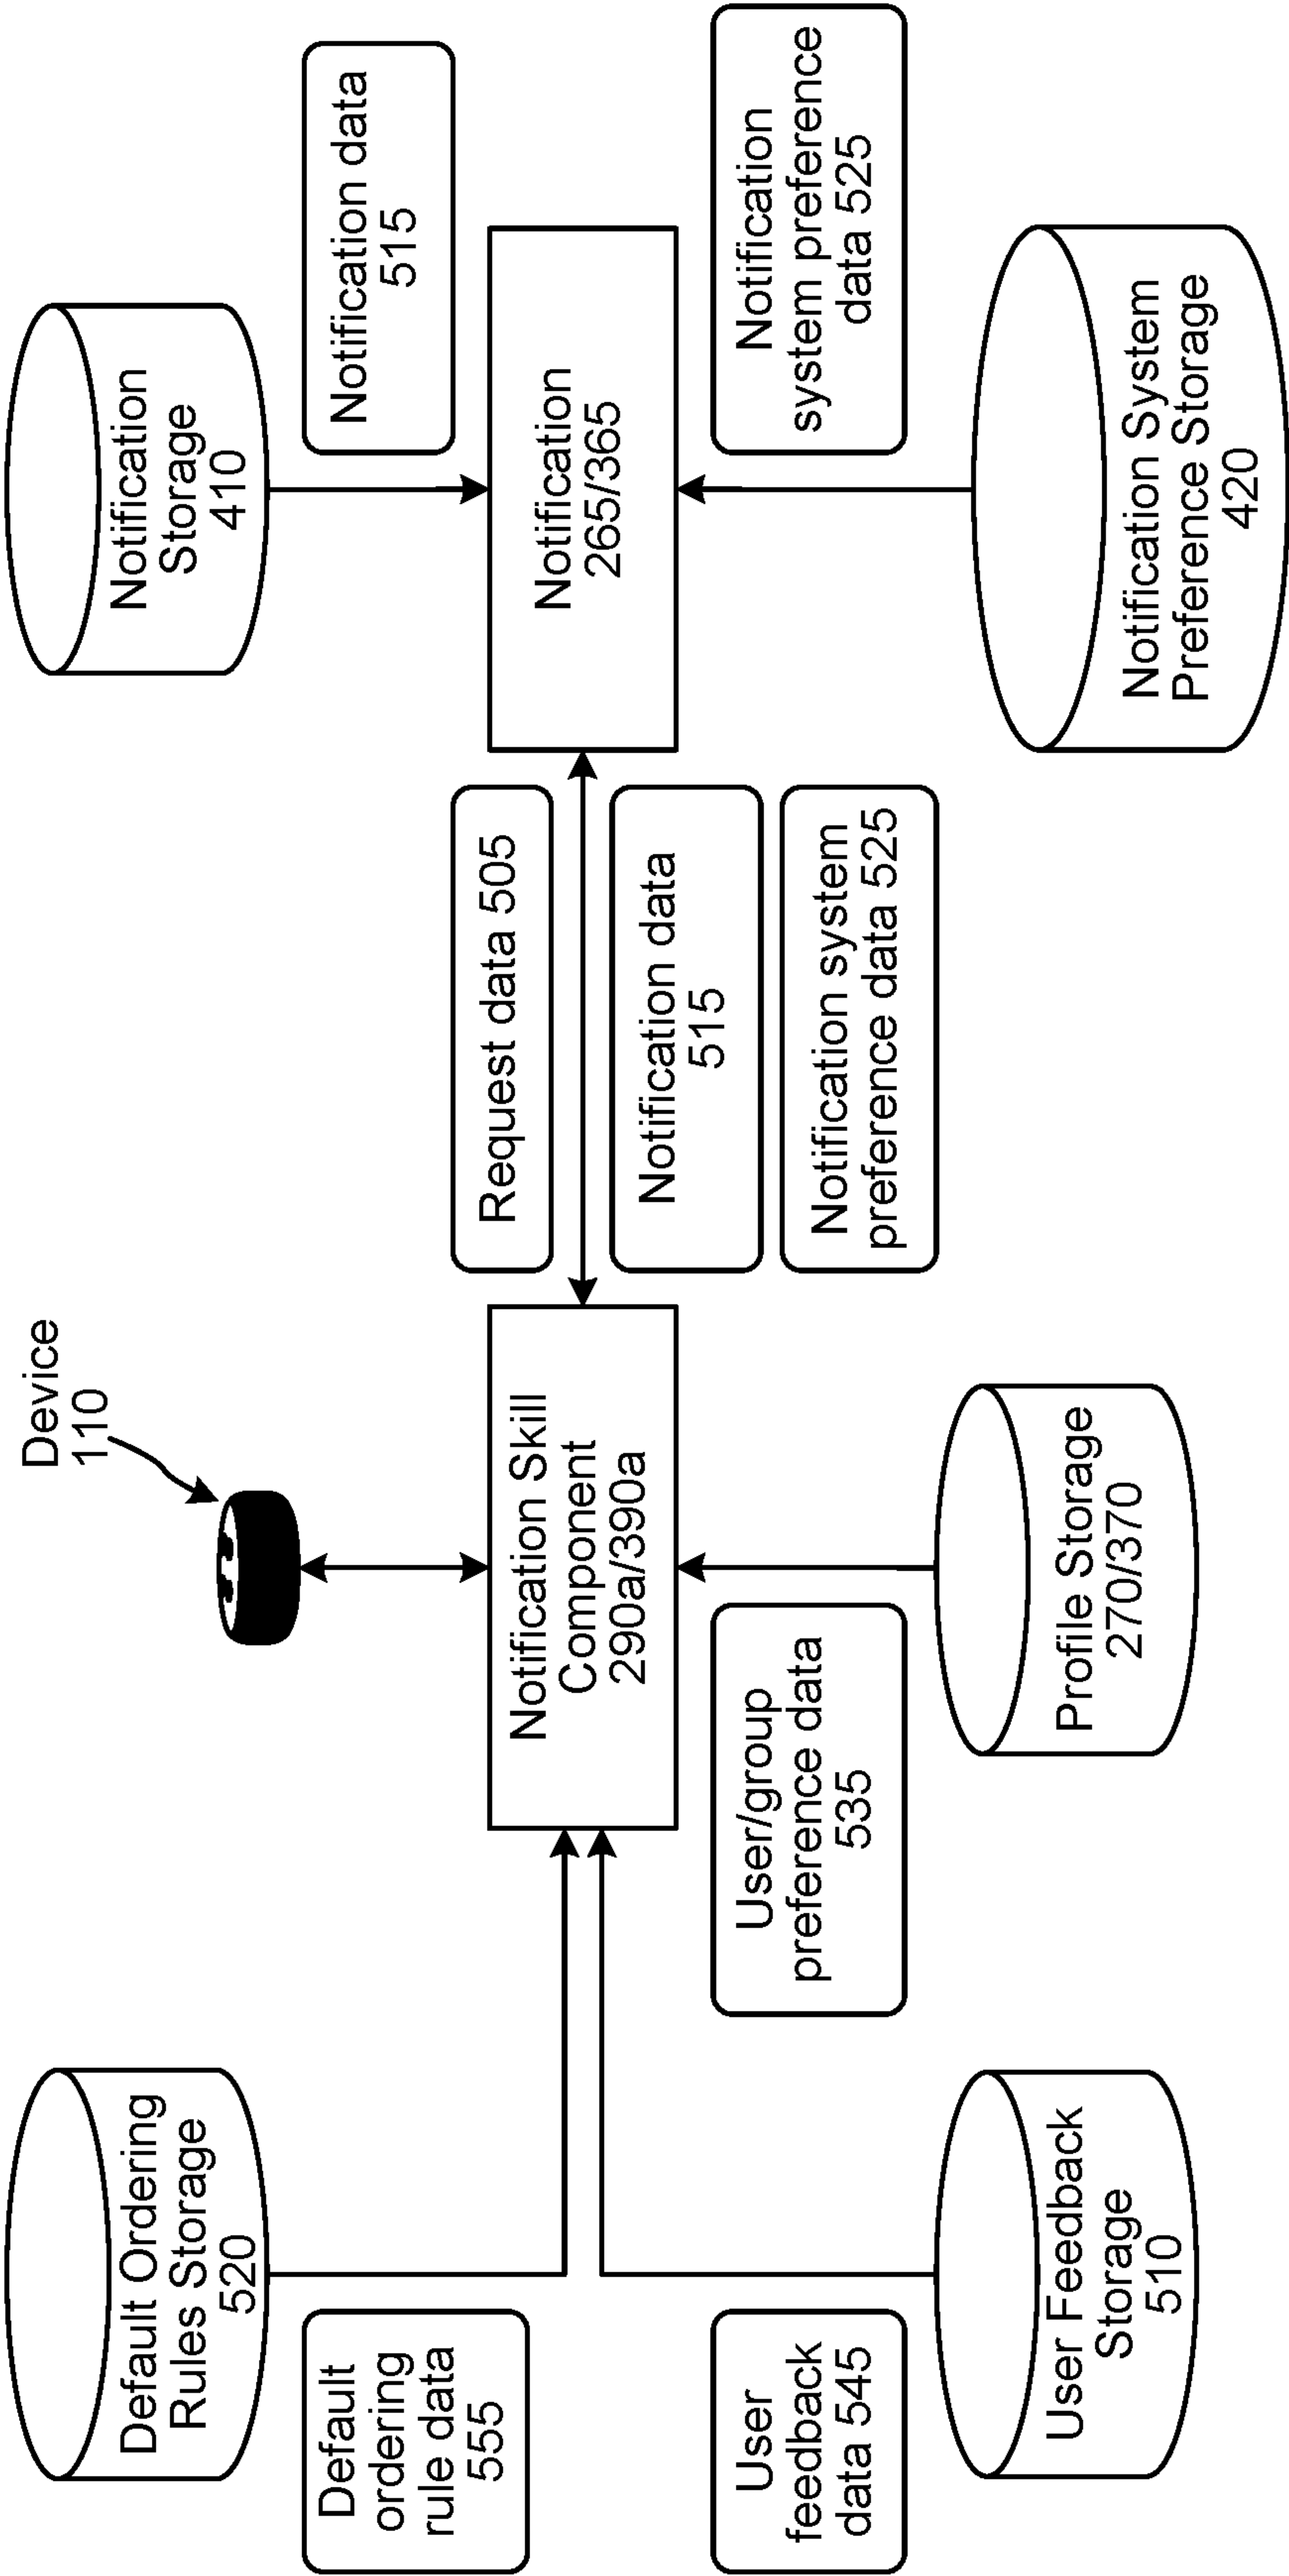 Default Ordering
Rules Storage
520
Default
ordering
rule data
555
User
feedback
data 545
User Feedback
Storage
510
Device
110
Notification Skill
Component
290a/390a
User/group
preference data
535
Profile Storage
270/370
Request data 505
Notification data
515
Notification system
preference data 525
Notification
Storage
410
Notification data
515
Notification
265/365
Notification
system preference
data 525
Notification System
Preference Storage
420